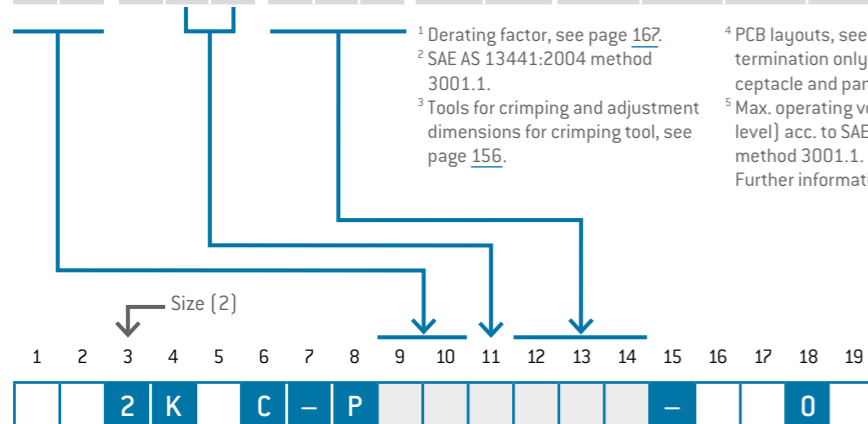 ¹ Derating factor, see page 167.
² SAE AS 13441:2004 method
3001.1.
³ Tools for crimping and adjustment
dimensions for crimping tool, see
page 156.
⁴ PCB layouts, see
termination only
ceptacle and pan
⁵ Max. operating vo
level) acc. to SAE
method 3001.1.
Further informati
Size (2)
1 2 3 4 5 6 7 8 9 10 11 12 13 14 15 16 17 18 19
2 K C – P – 0